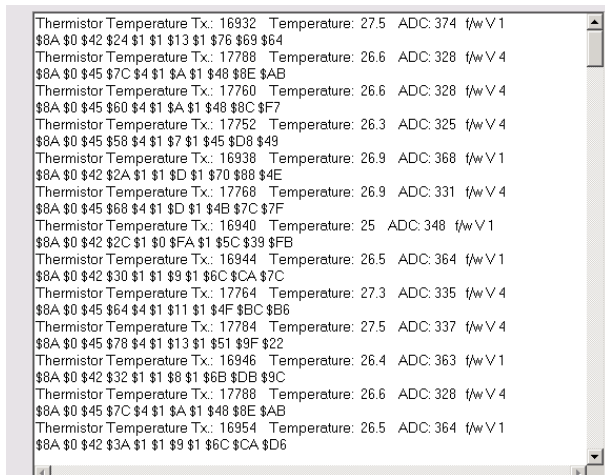 Thermistor Temperature Tx.: 16932 Temperature: 27.5 ADC: 374 f/w V 1
$8A $0 $42 $24 $1 $1 $13 $1 $76 $69 $64
Thermistor Temperature Tx.: 17788 Temperature: 26.6 ADC: 328 f/w V 4
$8A $0 $45 $7C $4 $1 $A $1 $48 $8E $AB
Thermistor Temperature Tx.: 17760 Temperature: 26.6 ADC: 328 f/w V 4
$8A $0 $45 $60 $4 $1 $A $1 $48 $8C $F7
Thermistor Temperature Tx.: 17752 Temperature: 26.3 ADC: 325 f/w V 4
$8A $0 $45 $58 $4 $1 $7 $1 $45 $D8 $49
Thermistor Temperature Tx.: 16938 Temperature: 26.9 ADC: 368 f/w V 1
$8A $0 $42 $2A $1 $1 $D $1 $70 $88 $4E
Thermistor Temperature Tx.: 17768 Temperature: 26.9 ADC: 331 f/w V 4
$8A $0 $45 $68 $4 $1 $D $1 $4B $7C $7F
Thermistor Temperature Tx.: 16940 Temperature: 25 ADC: 348 f/w V 1
$8A $0 $42 $2C $1 $0 $FA $1 $5C $39 $FB
Thermistor Temperature Tx.: 16944 Temperature: 26.5 ADC: 364 f/w V 1
$8A $0 $42 $30 $1 $1 $9 $1 $6C $CA $7C
Thermistor Temperature Tx.: 17764 Temperature: 27.3 ADC: 335 f/w V 4
$8A $0 $45 $64 $4 $1 $11 $1 $4F $BC $B6
Thermistor Temperature Tx.: 17784 Temperature: 27.5 ADC: 337 f/w V 4
$8A $0 $45 $78 $4 $1 $13 $1 $51 $9F $22
Thermistor Temperature Tx.: 16946 Temperature: 26.4 ADC: 363 f/w V 1
$8A $0 $42 $32 $1 $1 $8 $1 $6B $DB $9C
Thermistor Temperature Tx.: 17788 Temperature: 26.6 ADC: 328 f/w V 4
$8A $0 $45 $7C $4 $1 $A $1 $48 $8E $AB
Thermistor Temperature Tx.: 16954 Temperature: 26.5 ADC: 364 f/w V 1
$8A $0 $42 $3A $1 $1 $9 $1 $6C $CA $D6